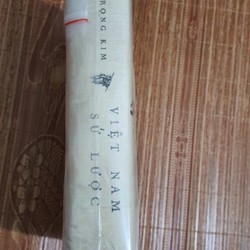 RỌNG KIM
VIỆT NAM
SỬ LƯỢC